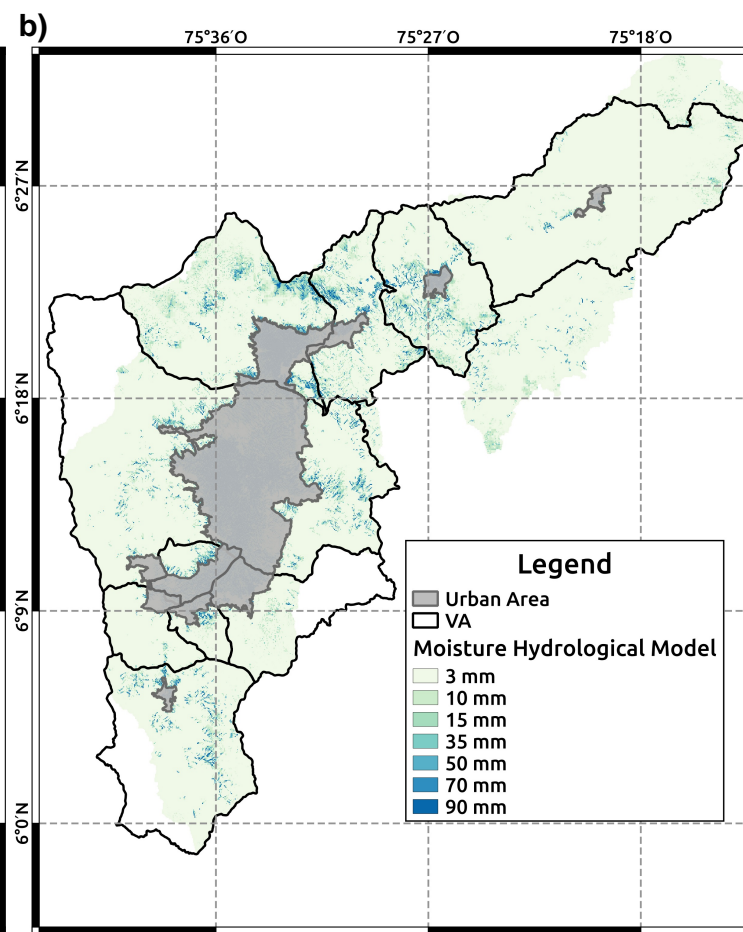 b)
75°36′O 75°27′O 75°18′O
6°27′N
6°18′N
6°9′N
6°0′N
Legend
Urban Area
VA
Moisture Hydrological Model
3 mm
10 mm
15 mm
35 mm
50 mm
70 mm
90 mm